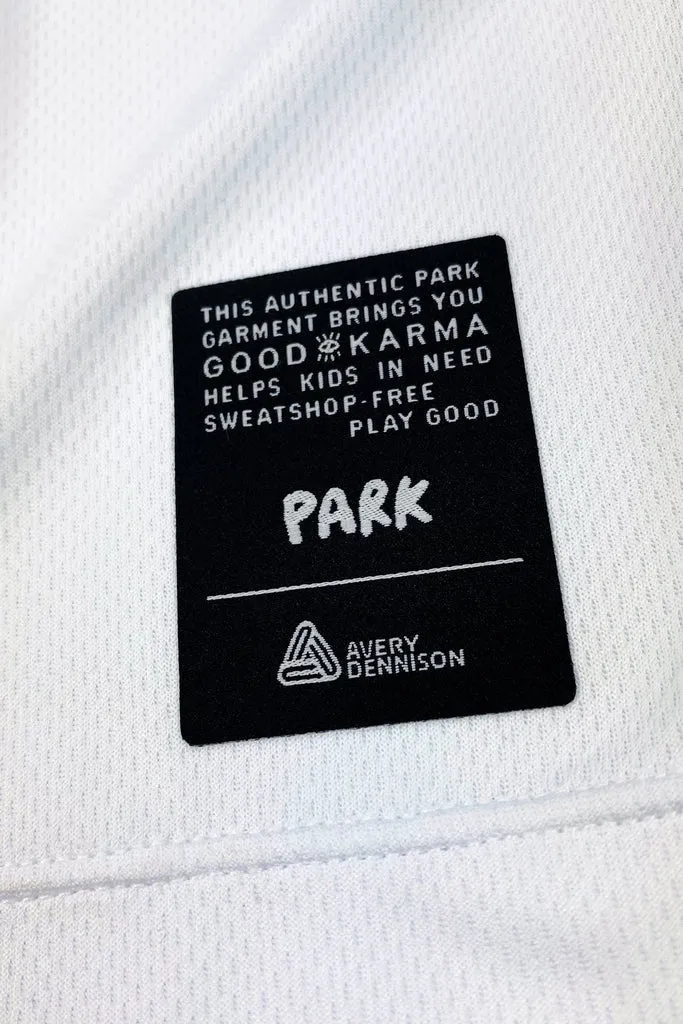 THIS AUTHENTIC PARK
GARMENT BRINGS YOU
GOOD KARMA
HELPS KIDS IN NEED
SWEATSHOP-FREE
PLAY GOOD
PARK
AVERY
DENNISON